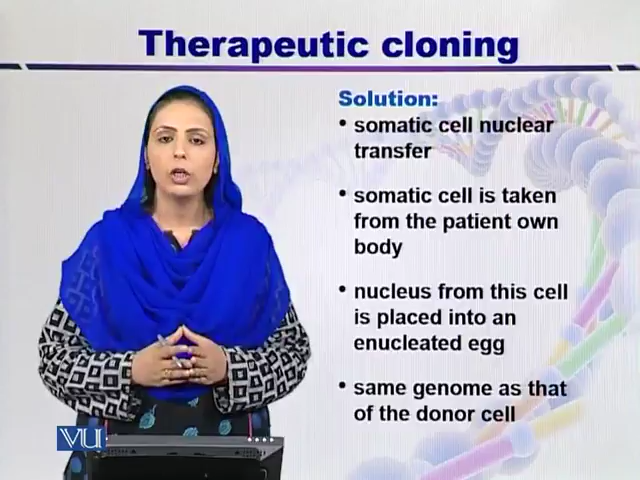 Therapeutic cloning
Solution:
• somatic cell nuclear
transfer
• somatic cell is taken
from the patient own
body
• nucleus from this cell
is placed into an
enucleated egg
• same genome as that
of the donor cell
VU